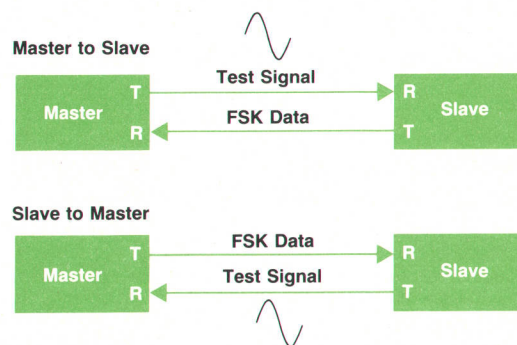 Master to Slave
Test Signal
T
R
Master
Slave
FSK Data
R
T
Slave to Master
FSK Data
T
R
Master
Test Signal
Slave
R
T